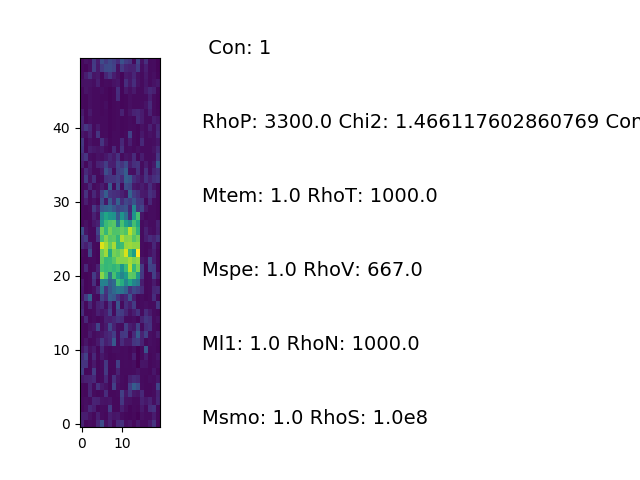 Con: 1
RhoP: 3300.0 Chi2: 1.466117602860769 Con
40
Mtem: 1.0 RhoT: 1000.0
30
Mspe: 1.0 RhoV: 667.0
20
Ml1: 1.0 RhoN: 1000.0
10
Msmo: 1.0 RhoS: 1.0e8
0
0 10